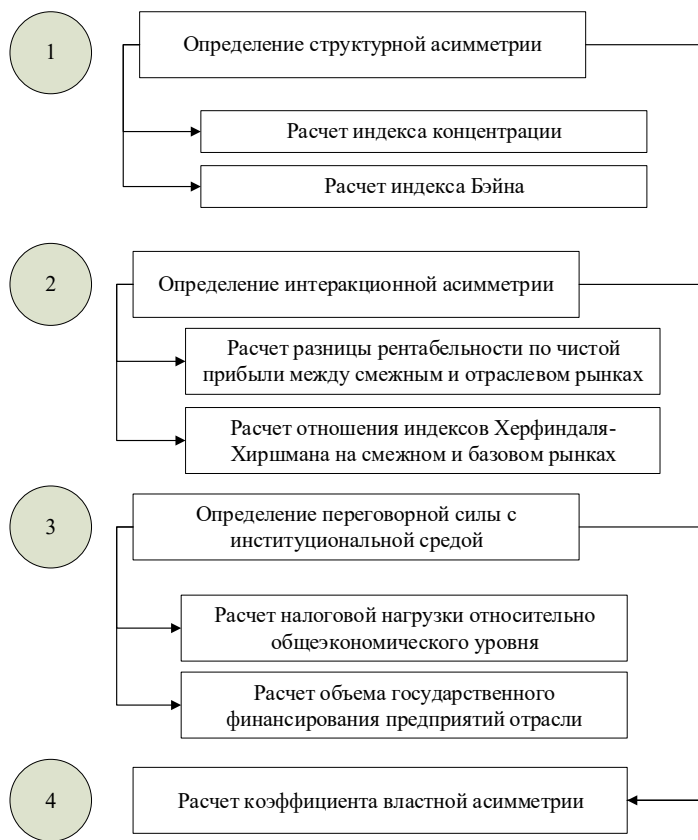 1
Определение структурной асимметрии
Расчет индекса концентрации
Расчет индекса Бэйна
2
Определение интеракционной асимметрии
Расчет разницы рентабельности по чистой
прибыли между смежным и отраслевом рынках
Расчет отношения индексов Херфиндаля-
Хиршмана на смежном и базовом рынках
3
Определение переговорной силы с
институциональной средой
Расчет налоговой нагрузки относительно
общеэкономического уровня
Расчет объема государственного
финансирования предприятий отрасли
4
Расчет коэффициента властной асимметрии